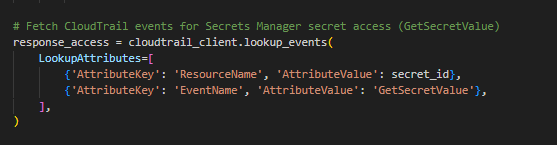 # Fetch CloudTrail events for Secrets Manager secret access (GetSecretValue)
response_access = cloudtrail_client.lookup_events(
    LookupAttributes=[
        {'AttributeKey': 'ResourceName', 'AttributeValue': secret_id},
        {'AttributeKey': 'EventName', 'AttributeValue': 'GetSecretValue'},
    ],
)